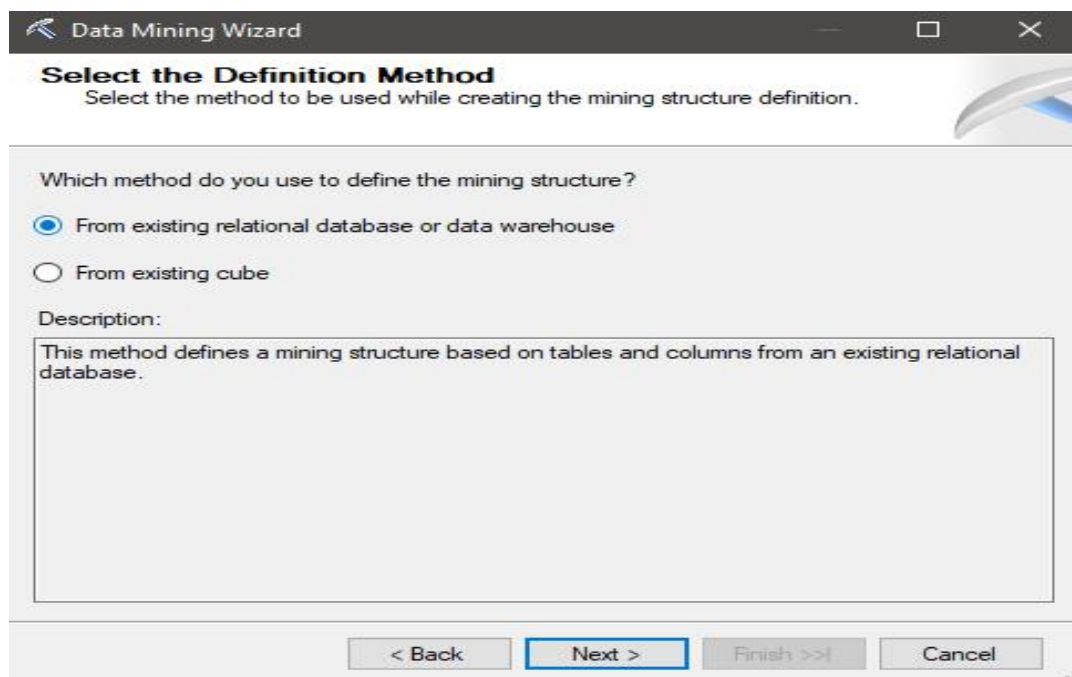 Data Mining Wizard
Select the Definition Method
Select the method to be used while creating the mining structure definition.
Which method do you use to define the mining structure?
From existing relational database or data warehouse
From existing cube
Description:
This method defines a mining structure based on tables and columns from an existing relational
database.
< Back Next > Finish >>| Cancel